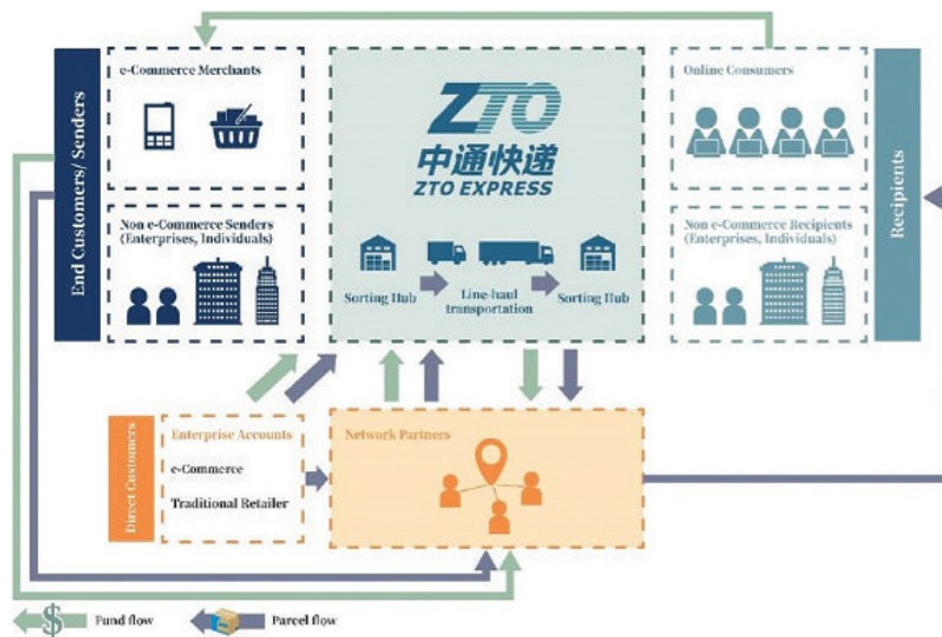 End Customers/ Senders
e-Commerce Merchants
Non e-Commerce Senders
(Enterprises, Individuals)
ZTO
中通快递
ZTO EXPRESS
Sorting Hub
Line-haul
transportation
Sorting Hub
Online Consumers
Non e-Commerce Recipients
(Enterprises, Individuals)
Recipients
Direct Customers
Enterprise Accounts
e-Commerce
Traditional Retailer
Network Partners
$
Fund flow
Parcel flow